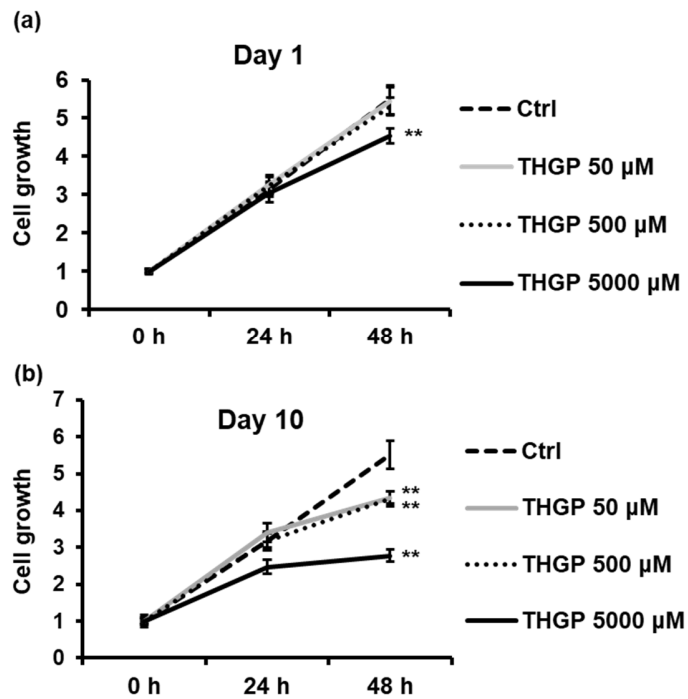 (a)
Day 1
Cell growth
6
5
4
3
2
1
0
0 h
24 h
48 h
**
Ctrl
THGP 50 µM
THGP 500 µM
THGP 5000 µM
(b)
Day 10
Cell growth
7
6
5
4
3
2
1
0
0 h
24 h
48 h
**
**
**
Ctrl
THGP 50 µM
THGP 500 µM
THGP 5000 µM